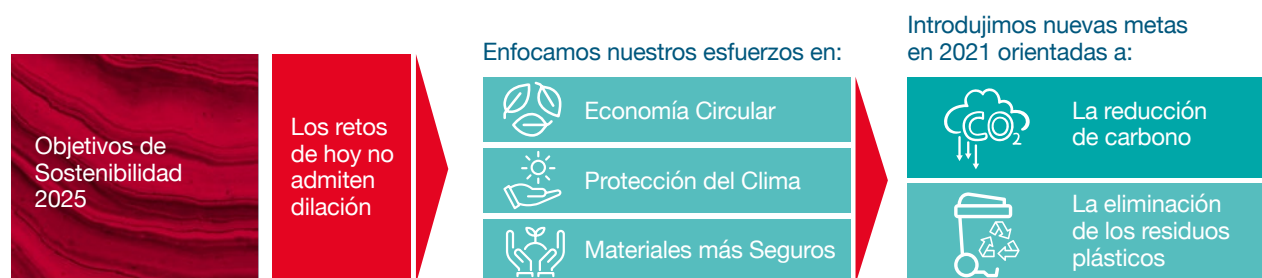 Objetivos de
Sostenibilidad
2025
Los retos
de hoy no
admiten
dilación
Enfocamos nuestros esfuerzos en:
Economía Circular
Protección del Clima
Materiales más Seguros
Introdujimos nuevas metas
en 2021 orientadas a:
CO2
La reducción
de carbono
La eliminación
de los residuos
plásticos